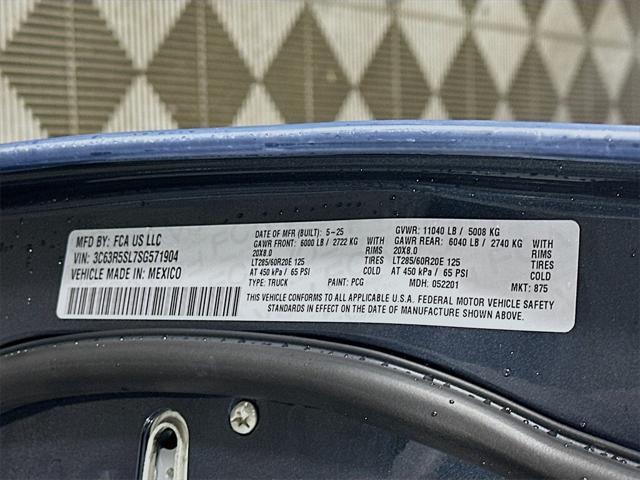 MFD BY: FCA US LLC
VIN: 3C63R5SL7SG571904
VEHICLE MADE IN: MEXICO
DATE OF MFR (BUILT): 5-25
GAWR FRONT: 6000 LB / 2722 KG
20X8.0
LT285/60R20E 125
AT 450 kPa / 65 PSI
TYPE: TRUCK
PAINT: PCG
WITH
RIMS
TIRES
COLD
GVWR: 11040 LB / 5008 KG
GAWR REAR: 6040 LB / 2740 KG
20X8.0
LT285/60R20E 125
AT 450 kPa / 65 PSI
MDH: 052201
WITH
RIMS
TIRES
COLD
MKT: 875
THIS VEHICLE CONFORMS TO ALL APPLICABLE U.S.A. FEDERAL MOTOR VEHICLE SAFETY
STANDARDS IN EFFECT ON THE DATE OF MANUFACTURE SHOWN ABOVE.